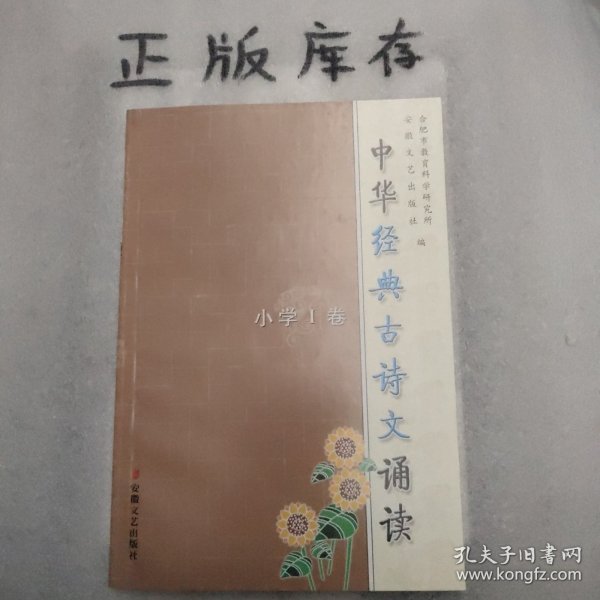 正版库存
合肥市教育科学研究所
安徽文艺出版社 编
中华经典古诗文诵读
小学Ⅰ卷
安徽文艺出版社
孔夫子旧书网
www.kongfz.com